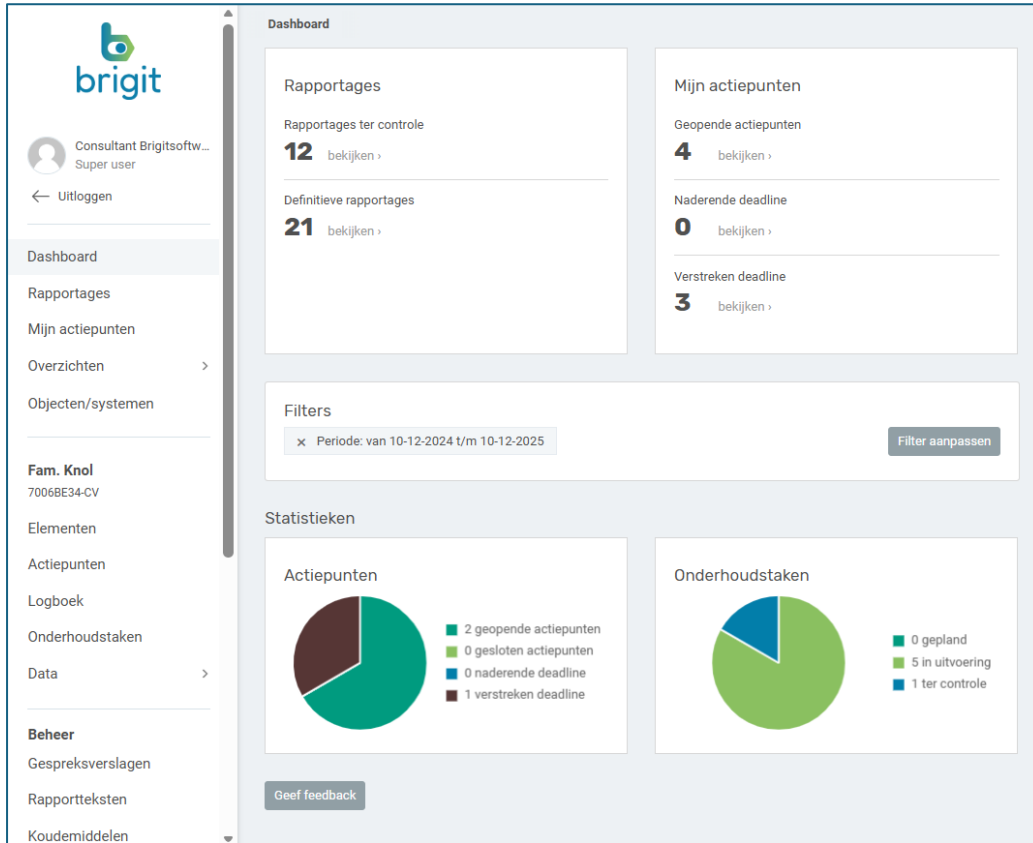 brigit
Consultant Brigitsoftw...
Super user
Uitloggen
Dashboard
Rapportages
Mijn actiepunten
Overzichten
Objecten/systemen
Fam. Knol
7006BE34-CV
Elementen
Actiepunten
Logboek
Onderhoudstaken
Data
Beheer
Gespreksverslagen
Rapportteksten
Koudemiddelen
Dashboard
Rapportages
Rapportages ter controle
12 bekijken ›
Definitieve rapportages
21 bekijken ›
Mijn actiepunten
Geopende actiepunten
4 bekijken ›
Naderende deadline
0 bekijken ›
Verstreken deadline
3 bekijken ›
Filters
× Periode: van 10-12-2024 t/m 10-12-2025
Filter aanpassen
Statistieken
Actiepunten
2 geopende actiepunten
0 gesloten actiepunten
0 naderende deadline
1 verstreken deadline
Onderhoudstaken
0 gepland
5 in uitvoering
1 ter controle
Geef feedback